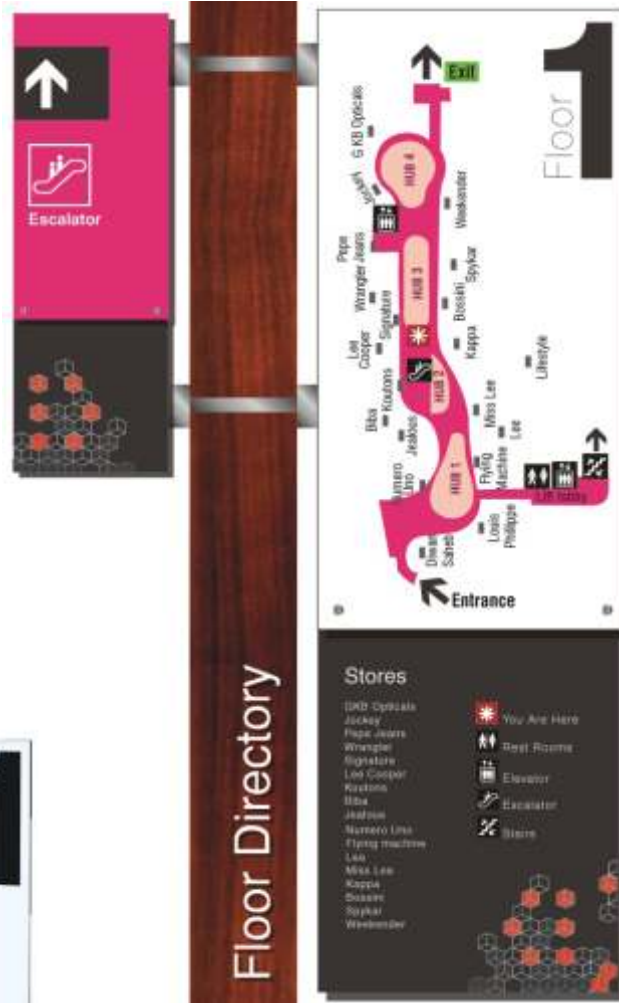 Escalator
Floor Directory
Floor 1
Exit
G KB Opticals
HUB 4
Weekender
Pepe
Jeans
Wrangler
Spykar
HUB 3
Signature
Bossini
Lee
Cooper
Kappa
Koutons
HUB 2
Lifestyle
Biba
Jealous
Miss Lee
Lee
Numero
Uno
HUB 1
Flying
Machine
Lift lobby
Louis
Phillippe
Diwan
Saheb
Entrance
Stores
GKB Opticals
Jockey
Pepe Jeans
Wrangler
Signature
Lee Cooper
Koutons
Biba
Jealous
Numero Uno
Flying machine
Lee
Miss Lee
Kappa
Bossini
Spykar
Weekender
You Are Here
Rest Rooms
Elevator
Escalator
Stairs